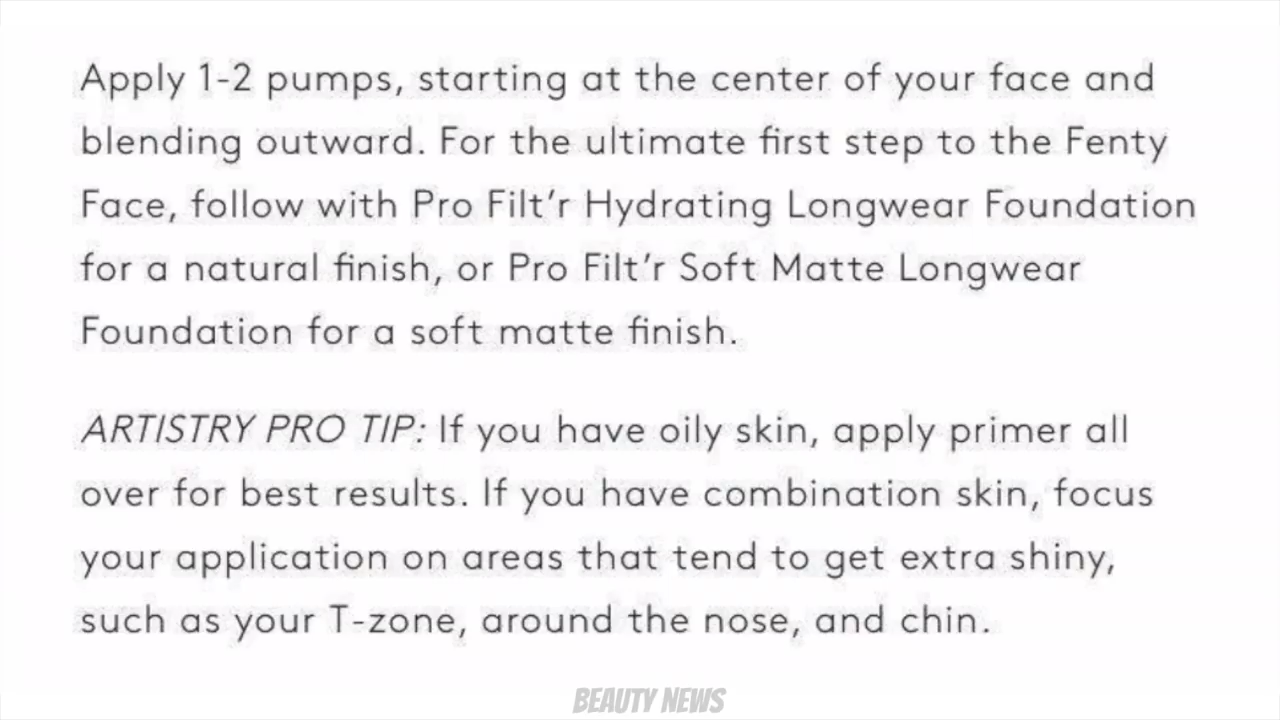 Apply 1-2 pumps, starting at the center of your face and
blending outward. For the ultimate first step to the Fenty
Face, follow with Pro Filt’r Hydrating Longwear Foundation
for a natural finish, or Pro Filt’r Soft Matte Longwear
Foundation for a soft matte finish.
ARTISTRY PRO TIP: If you have oily skin, apply primer all
over for best results. If you have combination skin, focus
your application on areas that tend to get extra shiny,
such as your T-zone, around the nose, and chin.
BEAUTY NEWS